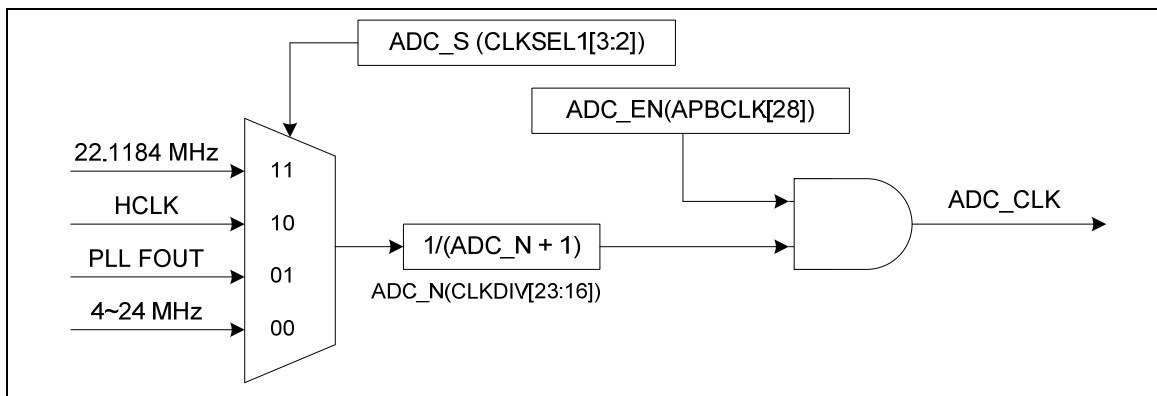 ADC_S (CLKSEL1[3:2])
ADC_EN(APBCLK[28])
22.1184 MHz
11
HCLK
10
PLL FOUT
01
4~24 MHz
00
1/(ADC_N + 1)
ADC_N(CLKDIV[23:16])
ADC_CLK